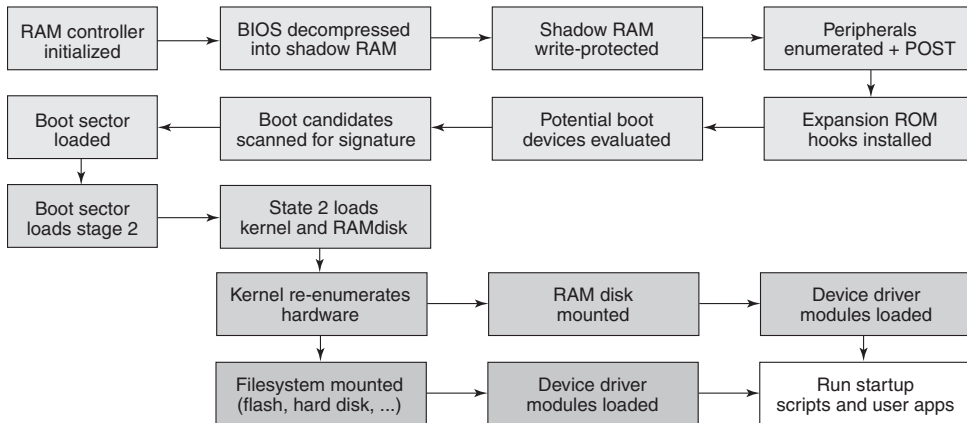 RAM controller
initialized
BIOS decompressed
into shadow RAM
Shadow RAM
write-protected
Peripherals
enumerated + POST
Boot sector
loaded
Boot candidates
scanned for signature
Potential boot
devices evaluated
Expansion ROM
hooks installed
Boot sector
loads stage 2
State 2 loads
kernel and RAMdisk
Kernel re-enumerates
hardware
RAM disk
mounted
Device driver
modules loaded
Filesystem mounted
(flash, hard disk, ...)
Device driver
modules loaded
Run startup
scripts and user apps